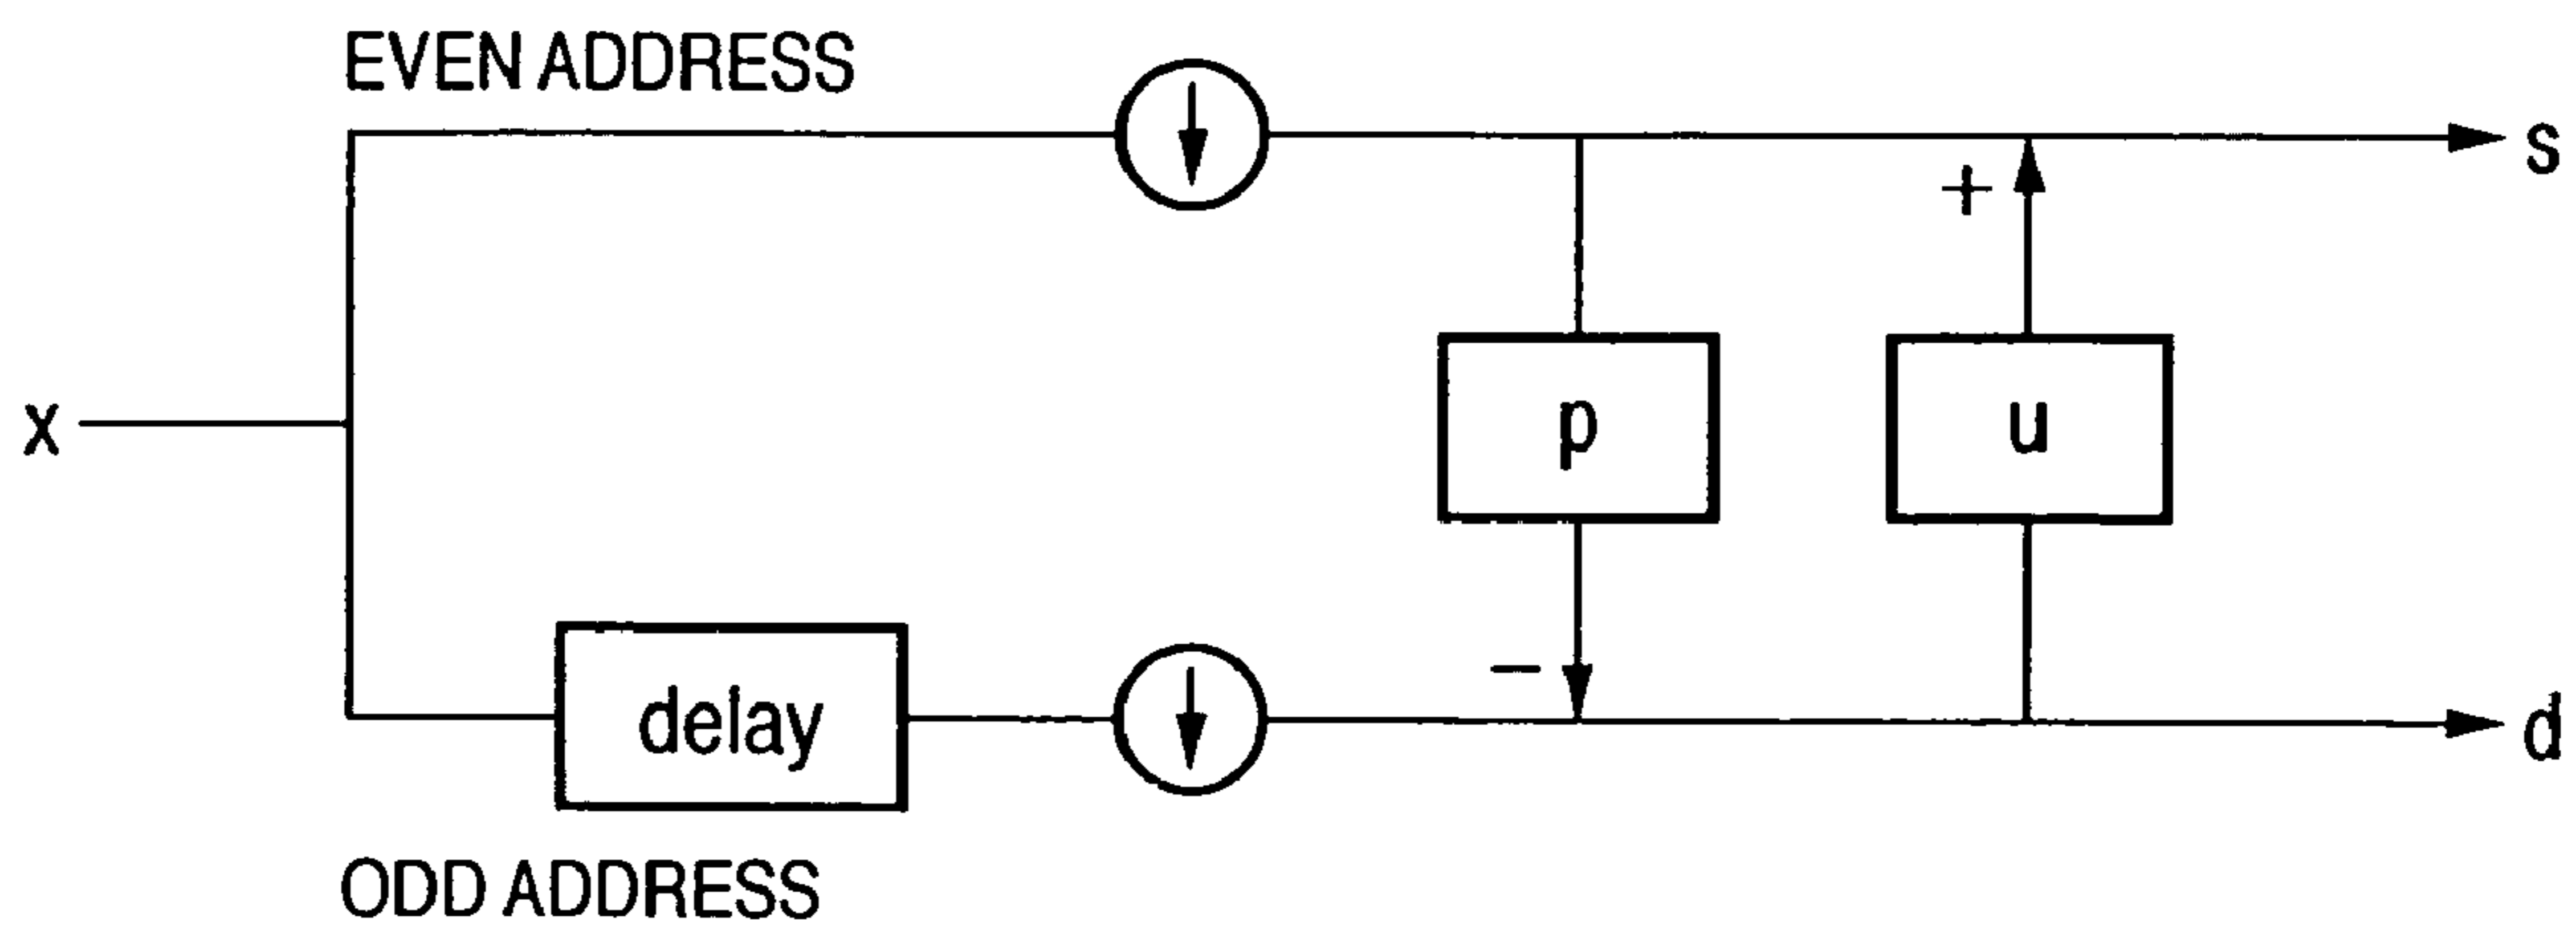 EVEN ADDRESS
s
+
x
p
u
−
delay
d
ODD ADDRESS